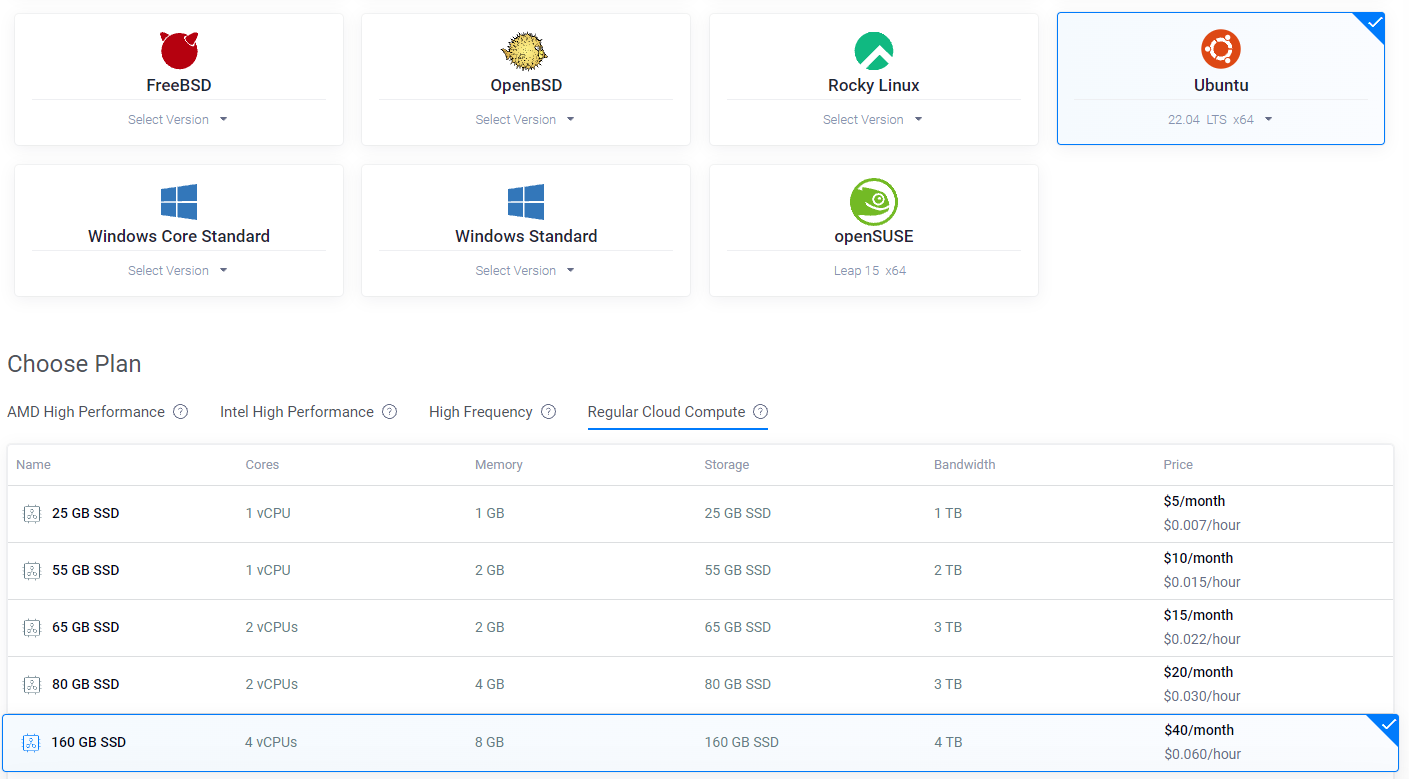 FreeBSD
Select Version
OpenBSD
Select Version
Rocky Linux
Select Version
Ubuntu
22.04 LTS x64
Windows Core Standard
Select Version
Windows Standard
Select Version
openSUSE
Leap 15 x64
Choose Plan
AMD High Performance ? Intel High Performance ? High Frequency ? Regular Cloud Compute ?
Name Cores Memory Storage Bandwidth Price
25 GB SSD 1 vCPU 1 GB 25 GB SSD 1 TB $5/month
$0.007/hour
55 GB SSD 1 vCPU 2 GB 55 GB SSD 2 TB $10/month
$0.015/hour
65 GB SSD 2 vCPUs 2 GB 65 GB SSD 3 TB $15/month
$0.022/hour
80 GB SSD 2 vCPUs 4 GB 80 GB SSD 3 TB $20/month
$0.030/hour
160 GB SSD 4 vCPUs 8 GB 160 GB SSD 4 TB $40/month
$0.060/hour